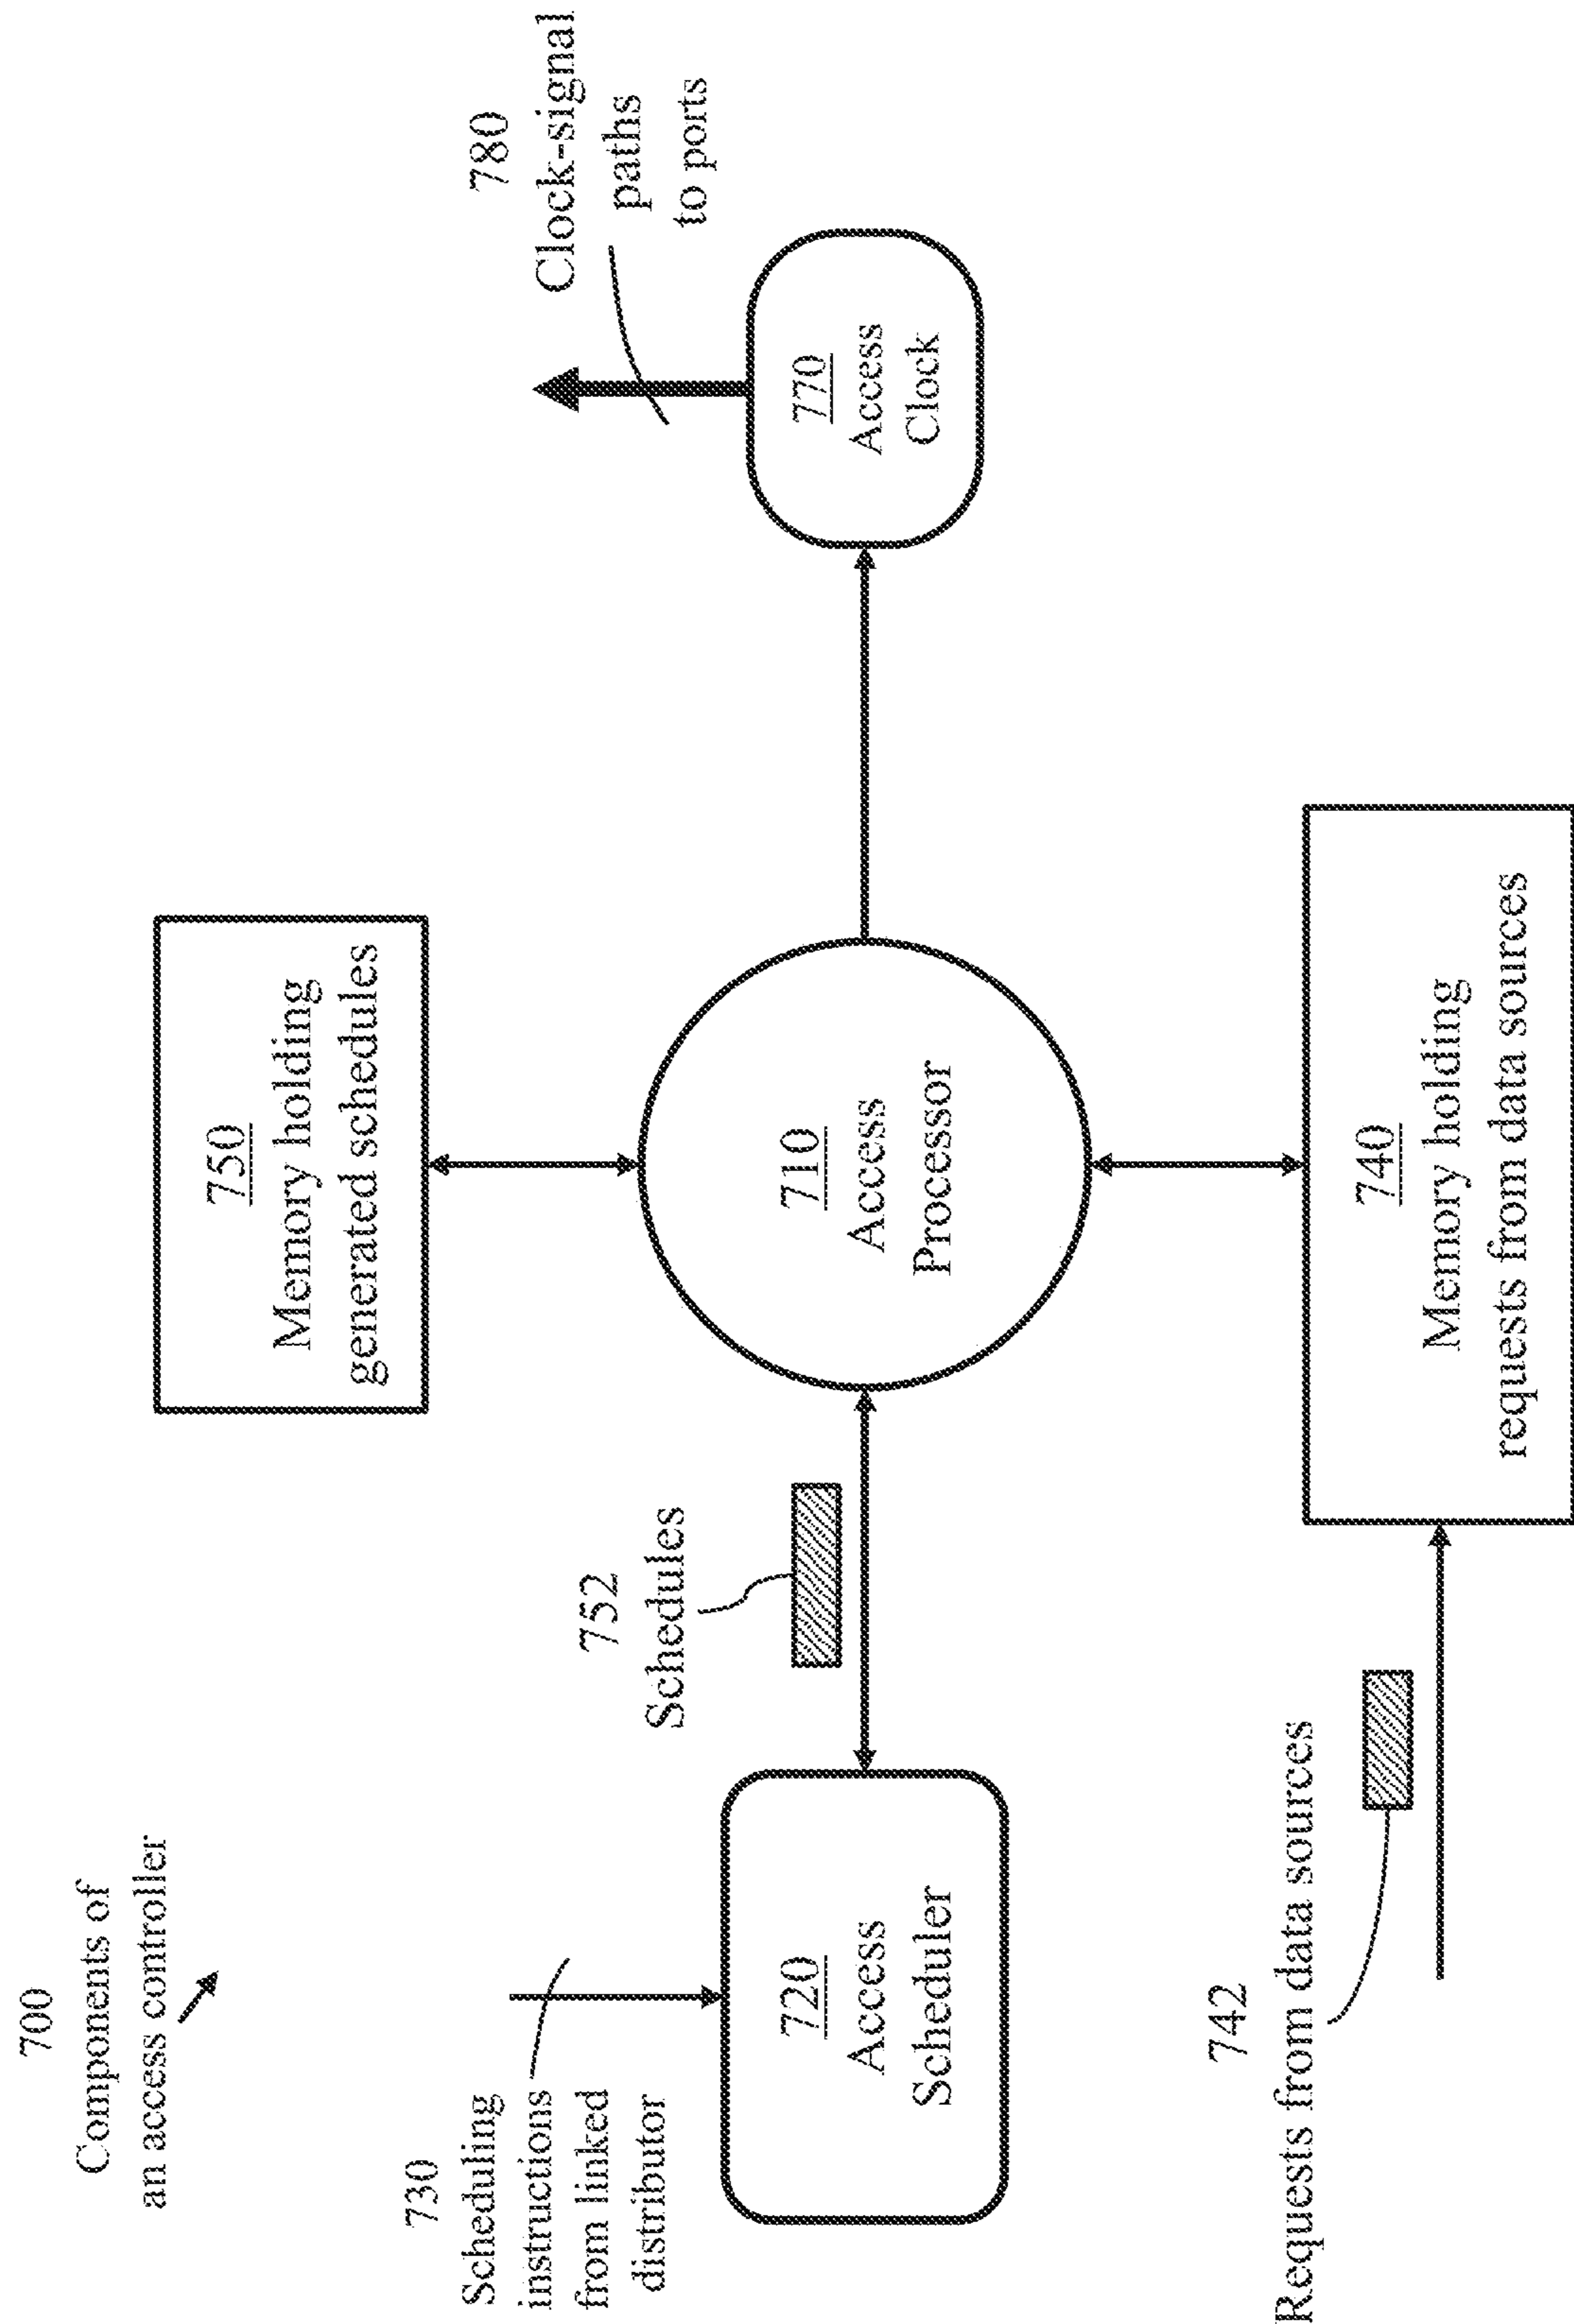 700
Components of
an access controller
730
Scheduling
instructions
from linked
distributor
720
Access
Scheduler
752
Schedules
750
Memory holding
generated schedules
710
Access
Processor
780
Clock-signal
paths
to ports
770
Access
Clock
742
Requests from data sources
740
Memory holding
requests from data sources